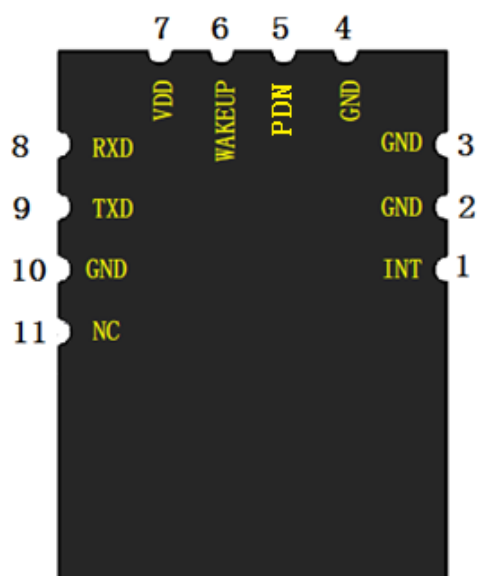 7 6 5 4
VDD WAKEUP PDN GND
8 RXD GND 3
9 TXD GND 2
10 GND INT 1
11 NC